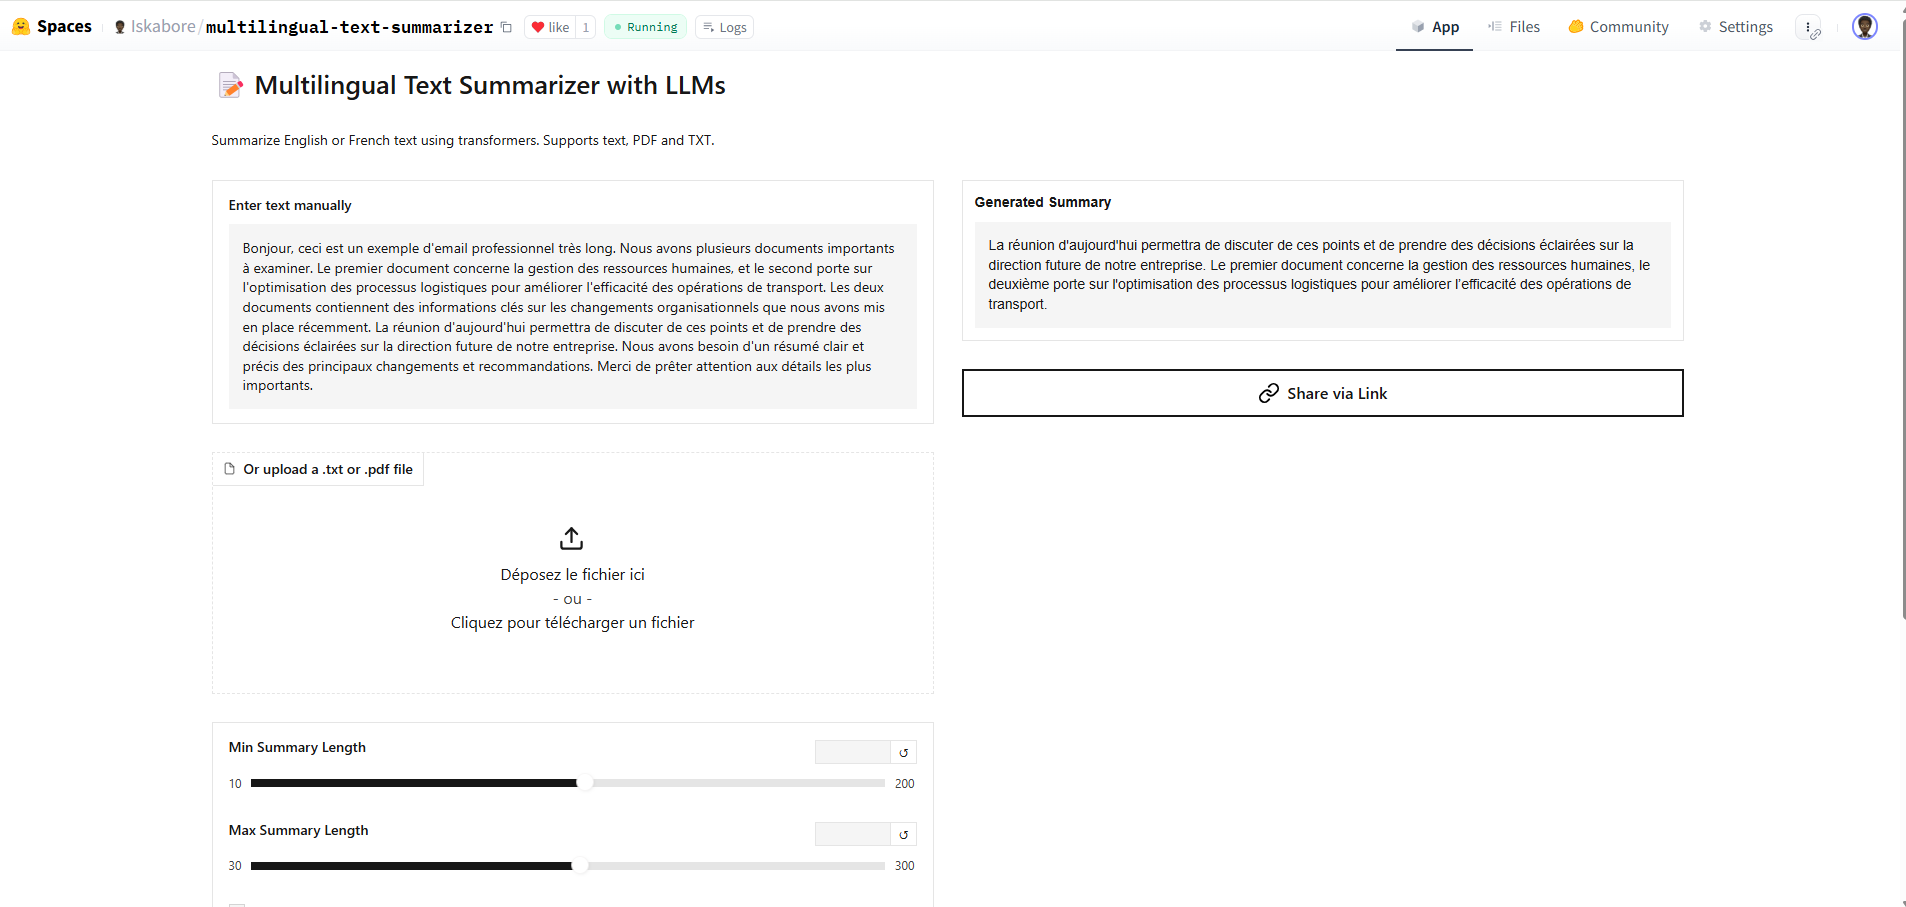 Spaces
Iskabore/multilingual-text-summarizer
like 1
Running
Logs
App
Files
Community
Settings
Multilingual Text Summarizer with LLMs
Summarize English or French text using transformers. Supports text, PDF and TXT.
Enter text manually
Bonjour, ceci est un exemple d'email professionnel très long. Nous avons plusieurs documents importants
à examiner. Le premier document concerne la gestion des ressources humaines, et le second porte sur
l'optimisation des processus logistiques pour améliorer l'efficacité des opérations de transport. Les deux
documents contiennent des informations clés sur les changements organisationnels que nous avons mis
en place récemment. La réunion d'aujourd'hui permettra de discuter de ces points et de prendre des
décisions éclairées sur la direction future de notre entreprise. Nous avons besoin d'un résumé clair et
précis des principaux changements et recommandations. Merci de prêter attention aux détails les plus
importants.
Generated Summary
La réunion d'aujourd'hui permettra de discuter de ces points et de prendre des décisions éclairées sur la
direction future de notre entreprise. Le premier document concerne la gestion des ressources humaines, le
deuxième porte sur l'optimisation des processus logistiques pour améliorer l'efficacité des opérations de
transport.
Share via Link
Or upload a .txt or .pdf file
Déposez le fichier ici
- ou -
Cliquez pour télécharger un fichier
Min Summary Length
10
200
Max Summary Length
30
300